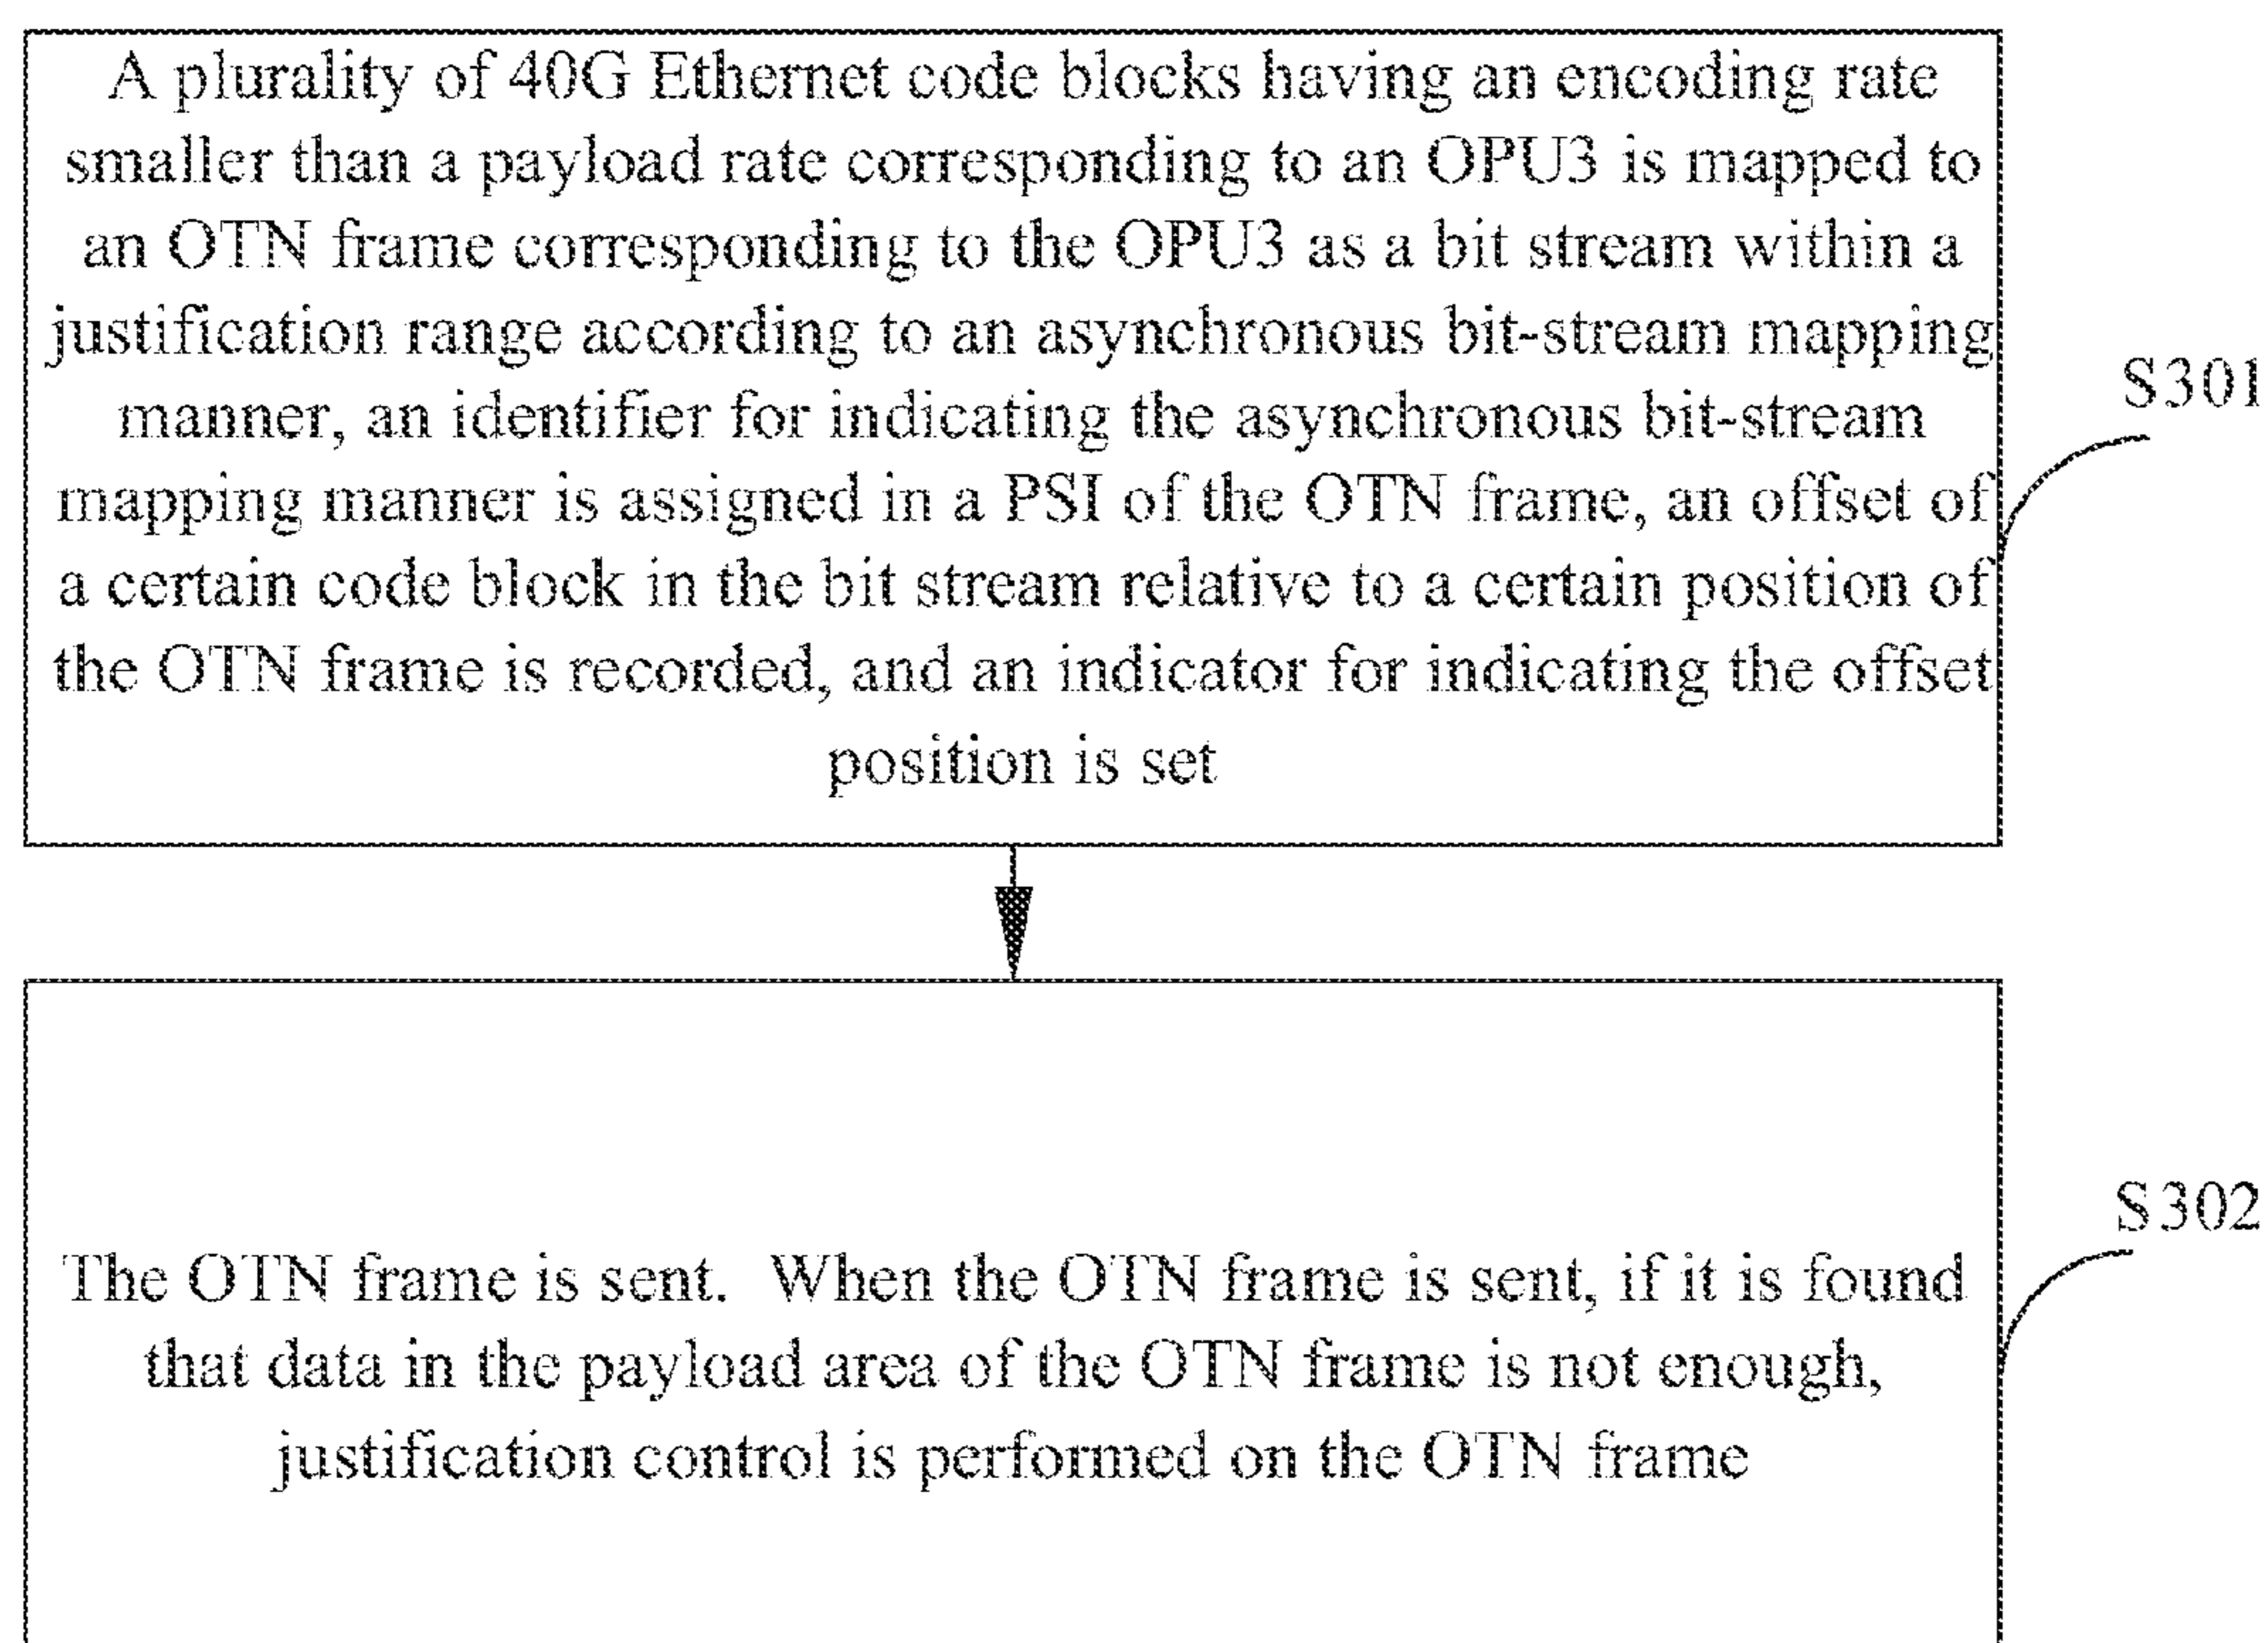 A plurality of 40G Ethernet code blocks having an encoding rate
smaller than a payload rate corresponding to an OPU3 is mapped to
an OTN frame corresponding to the OPU3 as a bit stream within a
justification range according to an asynchronous bit-stream mapping
manner, an identifier for indicating the asynchronous bit-stream
mapping manner is assigned in a PSI of the OTN frame, an offset of
a certain code block in the bit stream relative to a certain position of
the OTN frame is recorded, and an indicator for indicating the offset
position is set
S301
The OTN frame is sent. When the OTN frame is sent, if it is found
that data in the payload area of the OTN frame is not enough,
justification control is performed on the OTN frame
S302